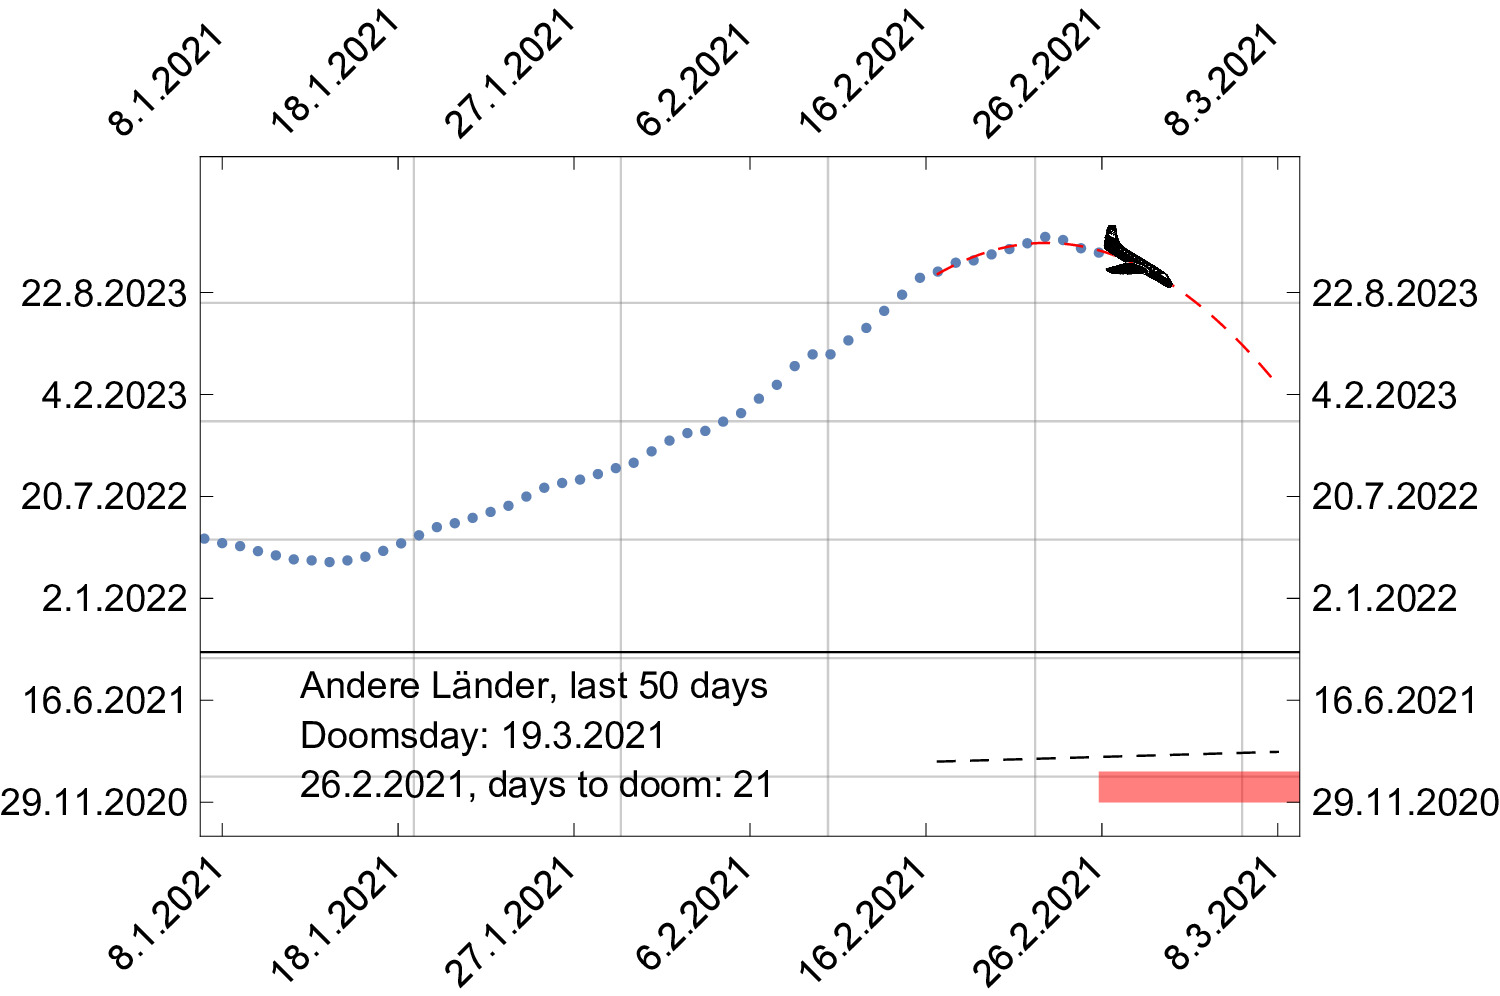 8.1.2021 18.1.2021 27.1.2021 6.2.2021 16.2.2021 26.2.2021 8.3.2021
22.8.2023 22.8.2023
4.2.2023 4.2.2023
20.7.2022 20.7.2022
2.1.2022 2.1.2022
Andere Länder, last 50 days
16.6.2021 16.6.2021
Doomsday: 19.3.2021
26.2.2021, days to doom: 21
29.11.2020 29.11.2020
8.1.2021 18.1.2021 27.1.2021 6.2.2021 16.2.2021 26.2.2021 8.3.2021